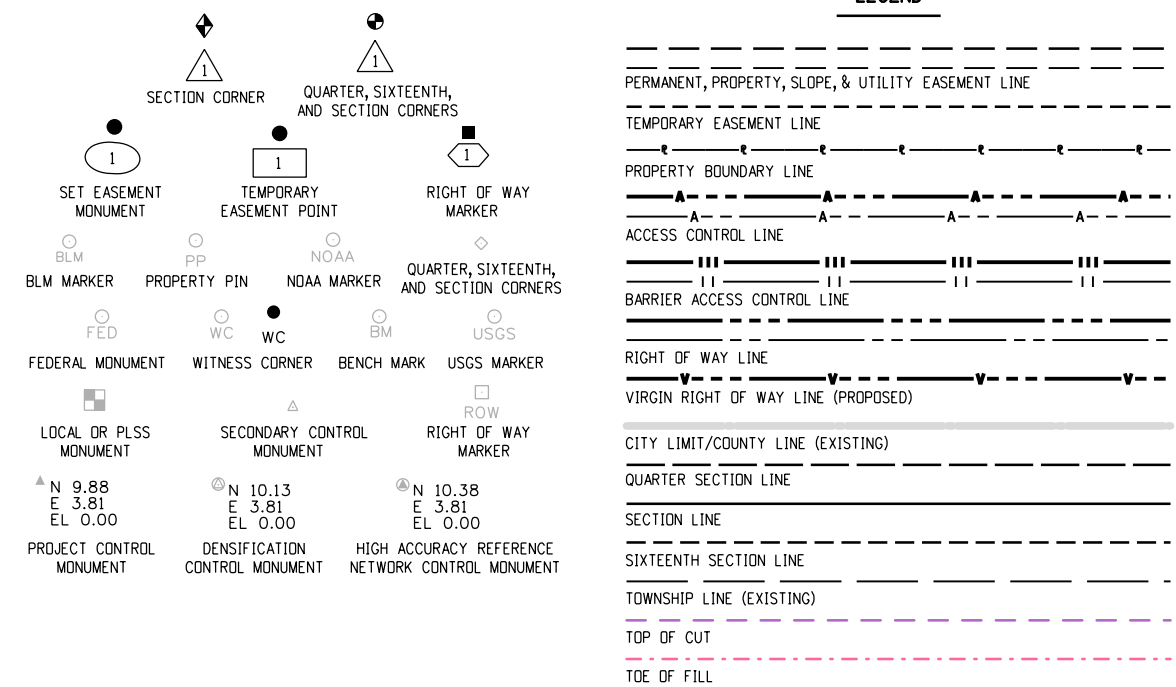 1
1
SECTION CORNER
QUARTER, SIXTEENTH,
AND SECTION CORNERS
1
1
1
SET EASEMENT
MONUMENT
TEMPORARY
EASEMENT POINT
RIGHT OF WAY
MARKER
BLM
PP
NOAA
BLM MARKER
PROPERTY PIN
NOAA MARKER
QUARTER, SIXTEENTH,
AND SECTION CORNERS
FED
WC
WC
BM
USGS
FEDERAL MONUMENT
WITNESS CORNER
BENCH MARK
USGS MARKER
ROW
LOCAL OR PLSS
MONUMENT
SECONDARY CONTROL
MONUMENT
RIGHT OF WAY
MARKER
N 9.88
E 3.81
EL 0.00
N 10.13
E 3.81
EL 0.00
N 10.38
E 3.81
EL 0.00
PROJECT CONTROL
MONUMENT
DENSIFICATION
CONTROL MONUMENT
HIGH ACCURACY REFERENCE
NETWORK CONTROL MONUMENT
LEGEND
PERMANENT, PROPERTY, SLOPE, & UTILITY EASEMENT LINE
TEMPORARY EASEMENT LINE
PROPERTY BOUNDARY LINE
A A A A
A A A A
ACCESS CONTROL LINE
BARRIER ACCESS CONTROL LINE
RIGHT OF WAY LINE
V V V V
VIRGIN RIGHT OF WAY LINE (PROPOSED)
CITY LIMIT/COUNTY LINE (EXISTING)
QUARTER SECTION LINE
SECTION LINE
SIXTEENTH SECTION LINE
TOWNSHIP LINE (EXISTING)
TOP OF CUT
TOE OF FILL